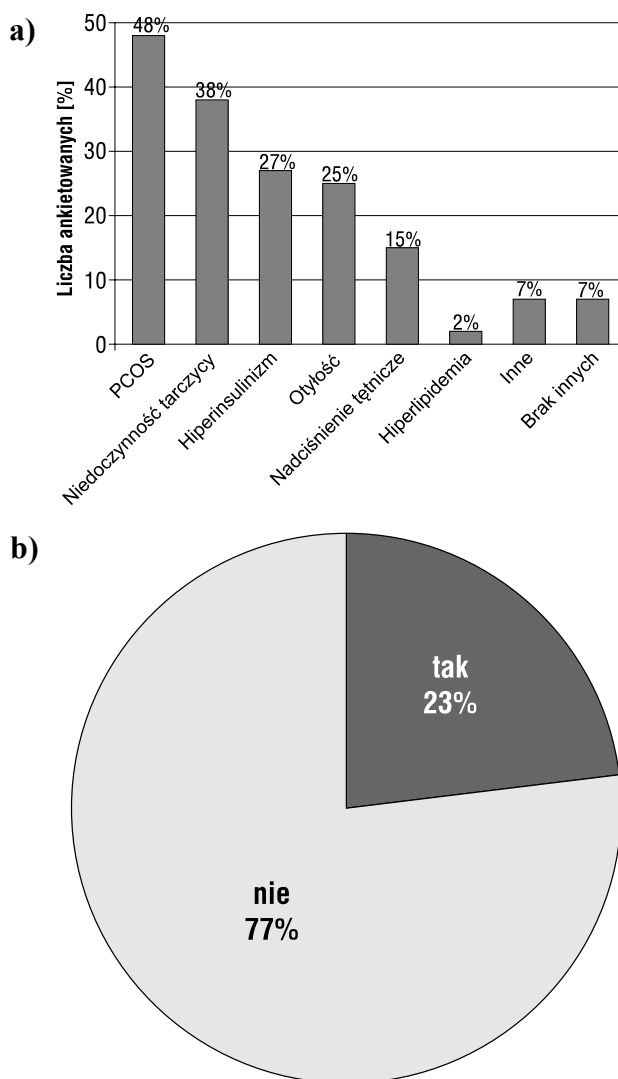 a)
Liczba ankietowanych [%]
50
40
30
20
10
0
48%
38%
27%
25%
15%
2%
7%
7%
PCOS
Niedoczynność tarczycy
Hiperinsulinizm
Otyłość
Nadciśnienie tętnicze
Hiperlipidemia
Inne
Brak innych
b)
tak
23%
nie
77%